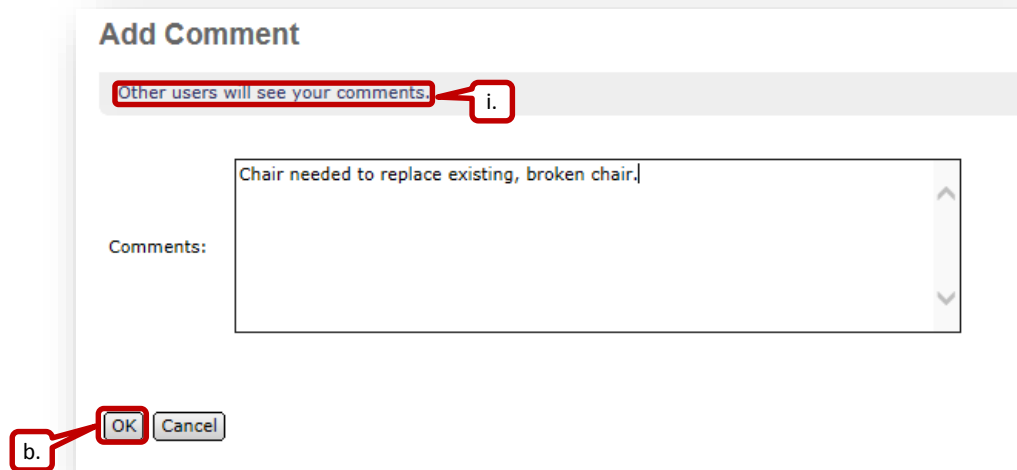 Add Comment
Other users will see your comments.
i.
Chair needed to replace existing, broken chair.
Comments:
OK Cancel
b.